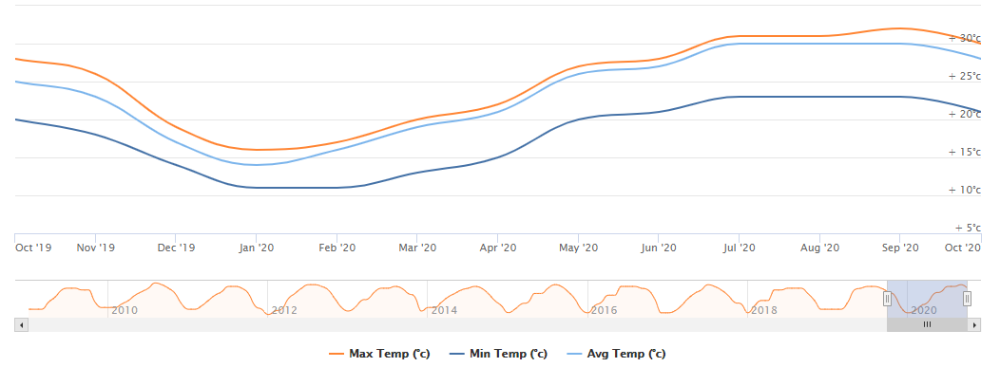 + 30°c
+ 25°c
+ 20°c
+ 15°c
+ 10°c
+ 5°c
Oct '19 Nov '19 Dec '19 Jan '20 Feb '20 Mar '20 Apr '20 May '20 Jun '20 Jul '20 Aug '20 Sep '20 Oct '20
2010 2012 2014 2016 2018 2020
Max Temp (°c) Min Temp (°c) Avg Temp (°c)